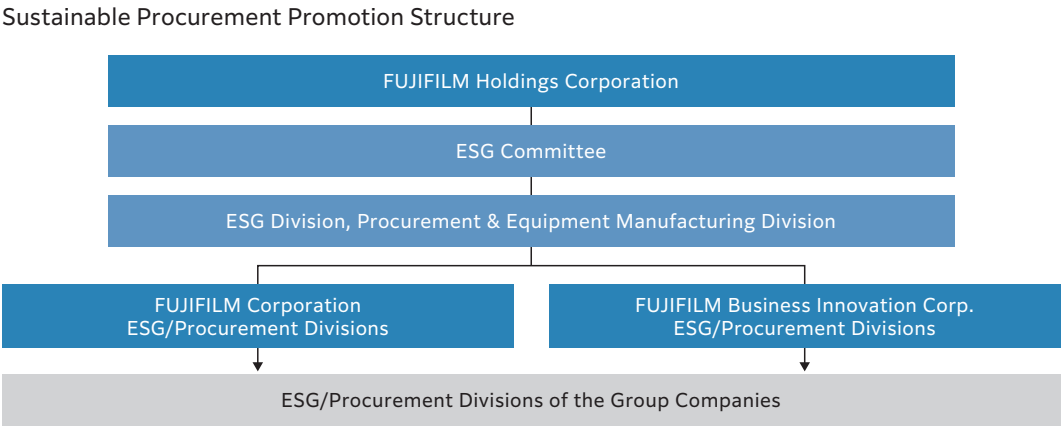 Sustainable Procurement Promotion Structure
FUJIFILM Holdings Corporation
ESG Committee
ESG Division, Procurement & Equipment Manufacturing Division
FUJIFILM Corporation
ESG/Procurement Divisions
FUJIFILM Business Innovation Corp.
ESG/Procurement Divisions
ESG/Procurement Divisions of the Group Companies